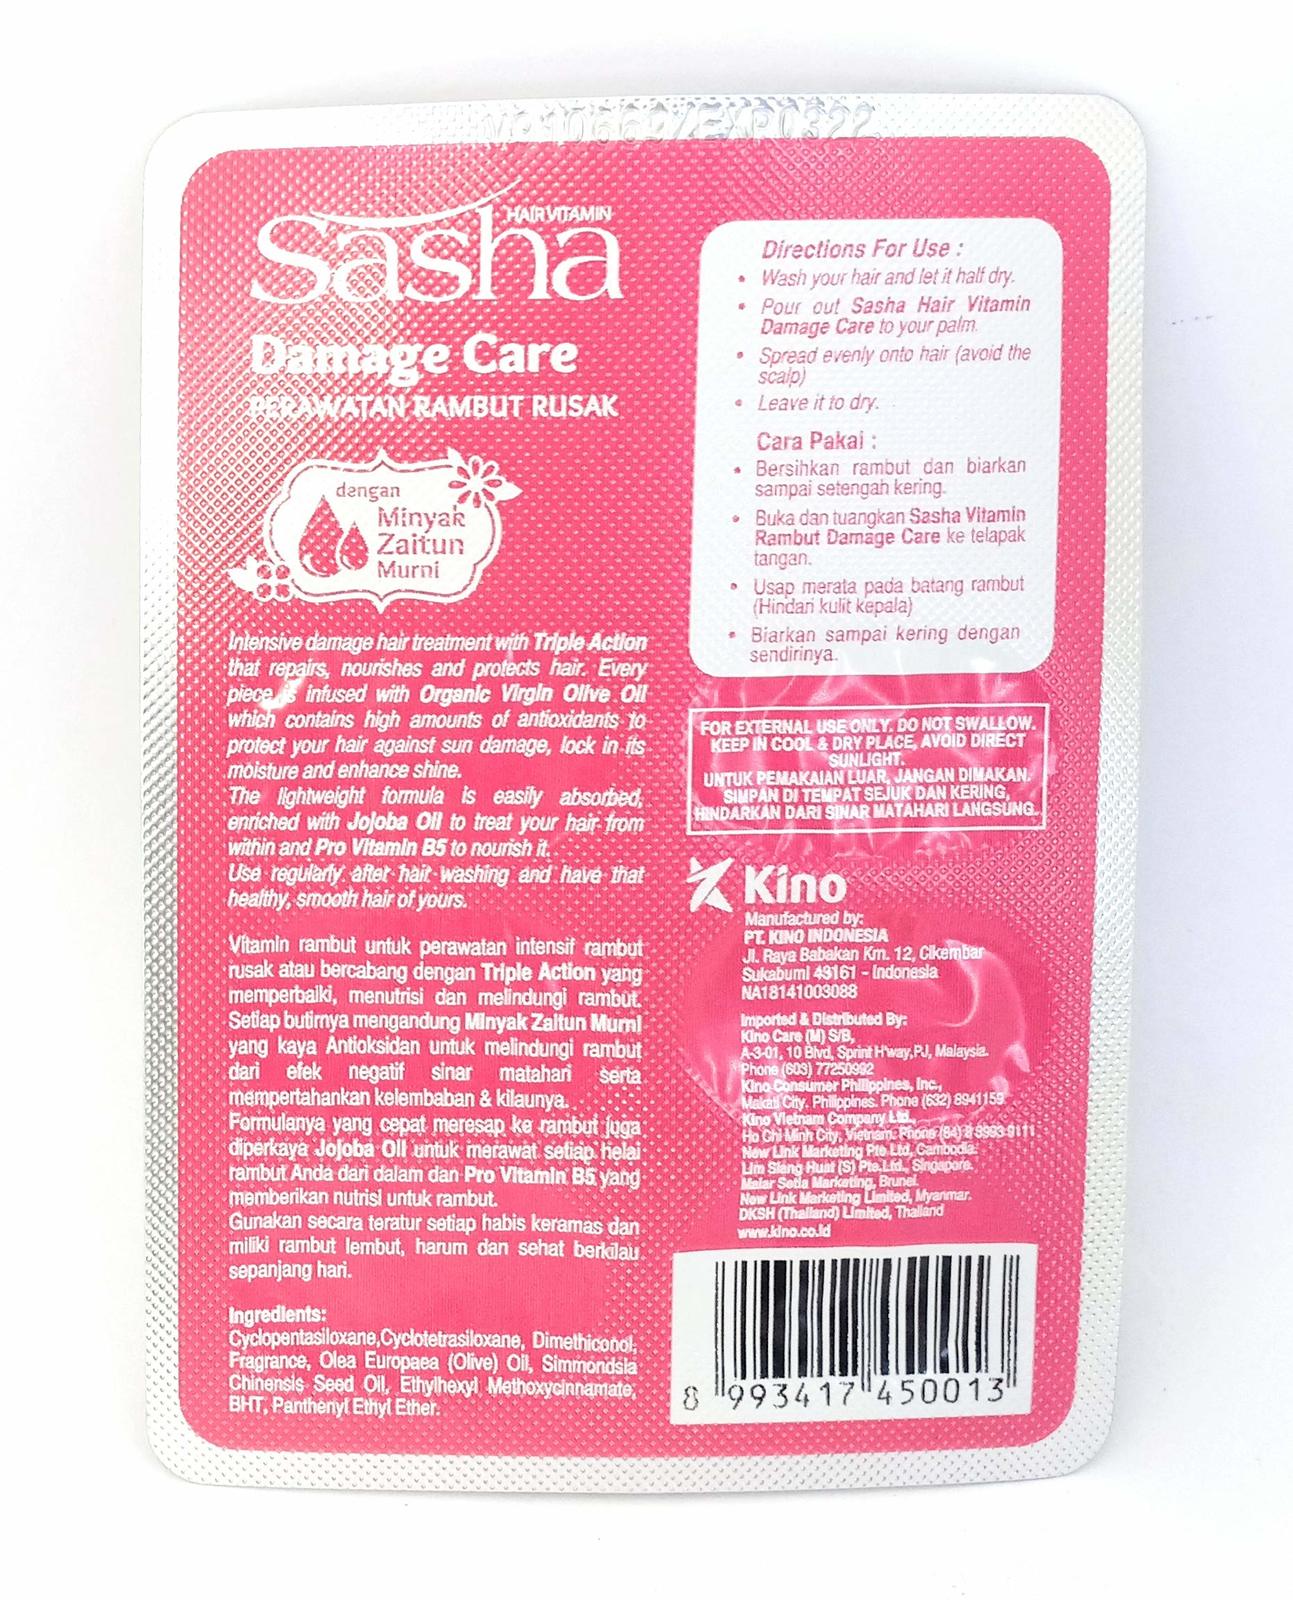 HAIR VITAMIN
Sasha
Damage Care
PERAWATAN RAMBUT RUSAK
dengan
Minyak
Zaitun
Murni
Intensive damage hair treatment with Triple Action
that repairs, nourishes and protects hair. Every
piece is infused with Organic Virgin Olive Oil
which contains high amounts of antioxidants to
protect your hair against sun damage, lock in its
moisture and enhance shine.
The lightweight formula is easily absorbed,
enriched with Jojoba Oil to treat your hair from
within and Pro Vitamin B5 to nourish it.
Use regularly after hair washing and have that
healthy, smooth hair of yours.
Vitamin rambut untuk perawatan intensif rambut
rusak atau bercabang dengan Triple Action yang
memperbaiki, menutrisi dan melindungi rambut.
Setiap butirnya mengandung Minyak Zaitun Murni
yang kaya Antioksidan untuk melindungi rambut
dari efek negatif sinar matahari serta
mempertahankan kelembaban & kilaunya.
Formulanya yang cepat meresap ke rambut juga
diperkaya Jojoba Oil untuk merawat setiap helai
rambut Anda dari dalam dan Pro Vitamin B5 yang
memberikan nutrisi untuk rambut.
Gunakan secara teratur setiap habis keramas dan
miliki rambut lembut, harum dan sehat berkilau
sepanjang hari.
Ingredients:
Cyclopentasiloxane,Cyclotetrasiloxane, Dimethiconol,
Fragrance, Olea Europaea (Olive) Oil, Simmondsia
Chinensis Seed Oil, Ethylhexyl Methoxycinnamate,
BHT, Panthenyl Ethyl Ether.
Directions For Use :
• Wash your hair and let it half dry.
• Pour out Sasha Hair Vitamin
Damage Care to your palm.
• Spread evenly onto hair (avoid the
scalp)
• Leave it to dry.
Cara Pakai :
• Bersihkan rambut dan biarkan
sampai setengah kering.
• Buka dan tuangkan Sasha Vitamin
Rambut Damage Care ke telapak
tangan.
• Usap merata pada batang rambut
(Hindari kulit kepala)
• Biarkan sampai kering dengan
sendirinya.
FOR EXTERNAL USE ONLY. DO NOT SWALLOW.
KEEP IN COOL & DRY PLACE, AVOID DIRECT
SUNLIGHT.
UNTUK PEMAKAIAN LUAR, JANGAN DIMAKAN.
SIMPAN DI TEMPAT SEJUK DAN KERING,
HINDARKAN DARI SINAR MATAHARI LANGSUNG.
Kino
Manufactured by:
PT. KINO INDONESIA
Jl. Raya Babakan Km. 12, Cikembar
Sukabumi 49161 - Indonesia
NA18141003088
Imported & Distributed By:
Kino Care (M) S/B,
A-3-01, 10 Blvd, Sprint H'way,PJ, Malaysia.
Phone (603) 77250992
Kino Consumer Philippines, Inc.,
Makati City. Philippines. Phone (632) 8941159
Kino Vietnam Company Ltd.,
Ho Chi Minh City, Vietnam. Phone (84) 8 3993 9111
New Link Marketing Pte Ltd, Cambodia.
Lim Siang Huat (S) Pte.Ltd., Singapore.
Malar Setia Marketing, Brunei.
New Link Marketing Limited, Myanmar.
DKSH (Thailand) Limited, Thailand
www.kino.co.id
8 993417 450013